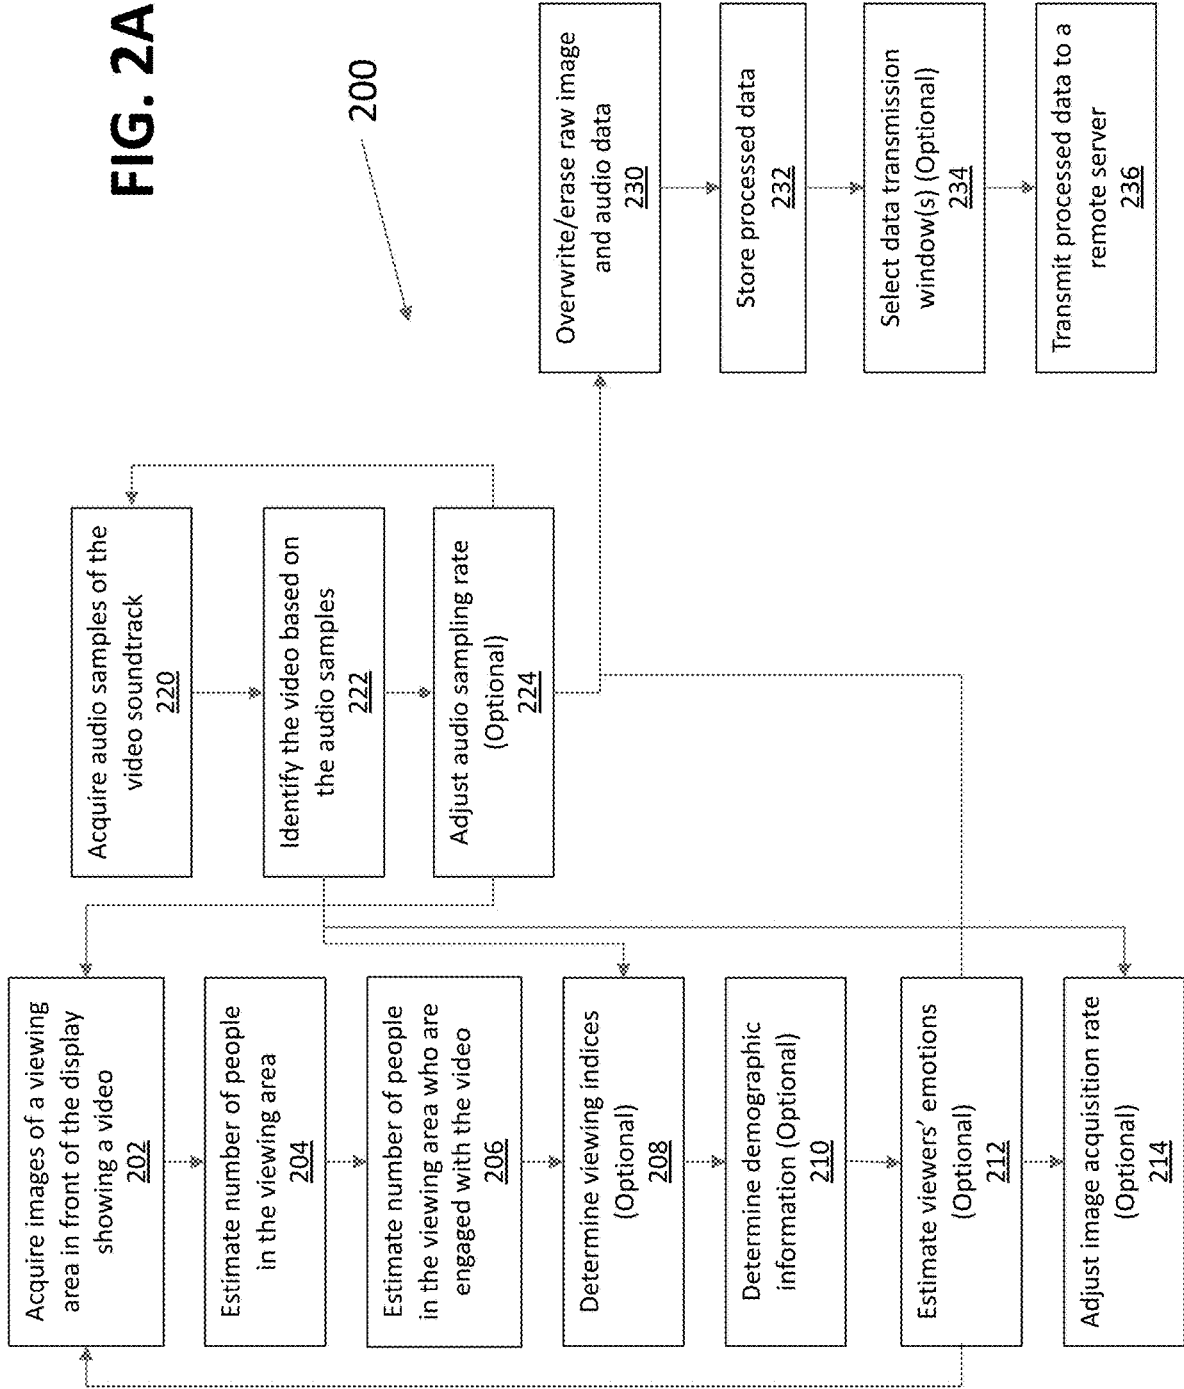 FIG. 2A
200
Acquire images of a viewing
area in front of the display
showing a video
202
Estimate number of people
in the viewing area
204
Estimate number of people
in the viewing area who are
engaged with the video
206
Determine viewing indices
(Optional)
208
Determine demographic
information (Optional)
210
Estimate viewers’ emotions
(Optional)
212
Adjust image acquisition rate
(Optional)
214
Acquire audio samples of the
video soundtrack
220
Identify the video based on
the audio samples
222
Adjust audio sampling rate
(Optional)
224
Overwrite/erase raw image
and audio data
230
Store processed data
232
Select data transmission
window(s) (Optional)
234
Transmit processed data to a
remote server
236